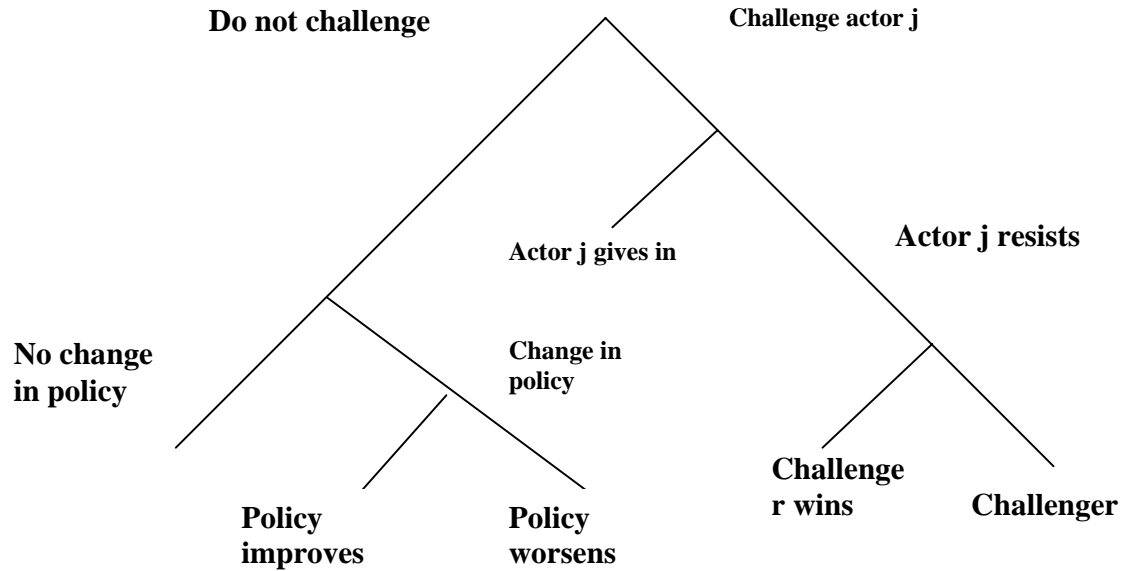 Do not challenge
Challenge actor j
Actor j gives in
Actor j resists
No change
in policy
Change in
policy
Challenge
r wins
Challenger
Policy
improves
Policy
worsens